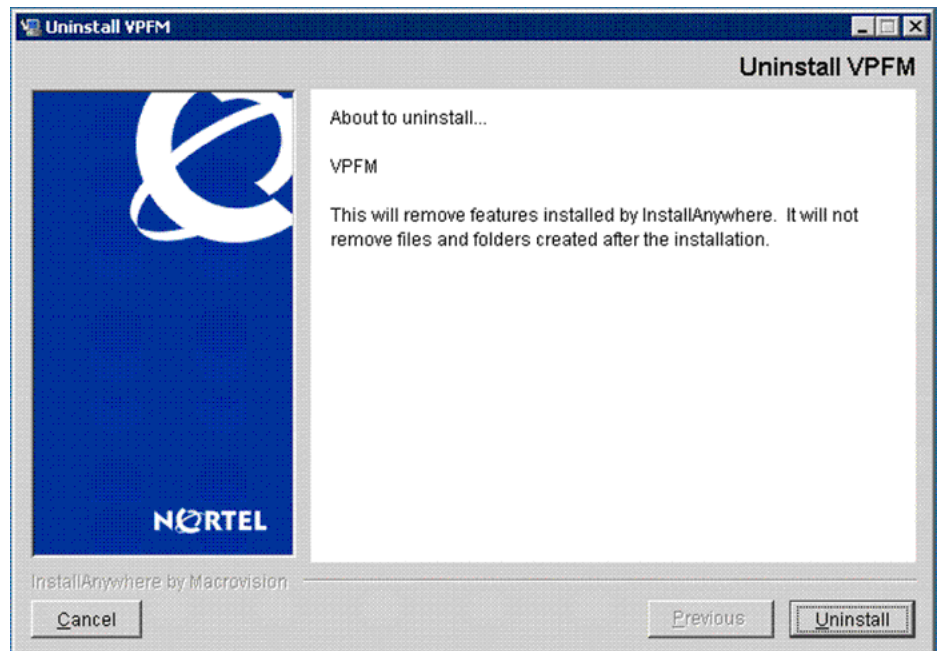 Uninstall VPFM
Uninstall VPFM
About to uninstall...
VPFM
This will remove features installed by InstallAnywhere. It will not
remove files and folders created after the installation.
NORTEL
InstallAnywhere by Macrovision
Cancel
Previous
Uninstall